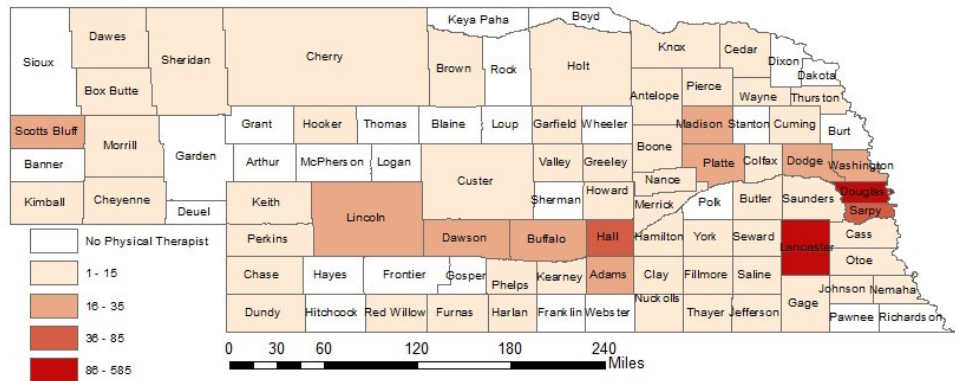 Keya Paha Boyd
Dawes Sheridan Cherry Knox Cedar
Sioux Brown Rock Holt Dixon
Dakota
Box Butte Antelope Pierce Wayne Thurston
Scotts Bluff Grant Hooker Thomas Blaine Loup Garfield Wheeler Madison Stanton Cuming Burt
Banner Morrill Garden Arthur McPherson Logan Valley Greeley Boone Platte Colfax Dodge Washington
Custer Nance Douglas
Kimball Cheyenne Deuel Keith Lincoln Sherman Howard Merrick Polk Butler Saunders Sarpy
Perkins Dawson Buffalo Hall Hamilton York Seward Lancaster Cass
Otoe
Chase Hayes Frontier Gosper Phelps Kearney Adams Clay Fillmore Saline Johnson Nemaha
Dundy Hitchcock Red Willow Furnas Harlan Franklin Webster Nuckolls Thayer Jefferson Gage Pawnee Richardson
No Physical Therapist
1 - 15
16 - 35
36 - 85
86 - 585
0 15 30 60 120 180 240
Miles